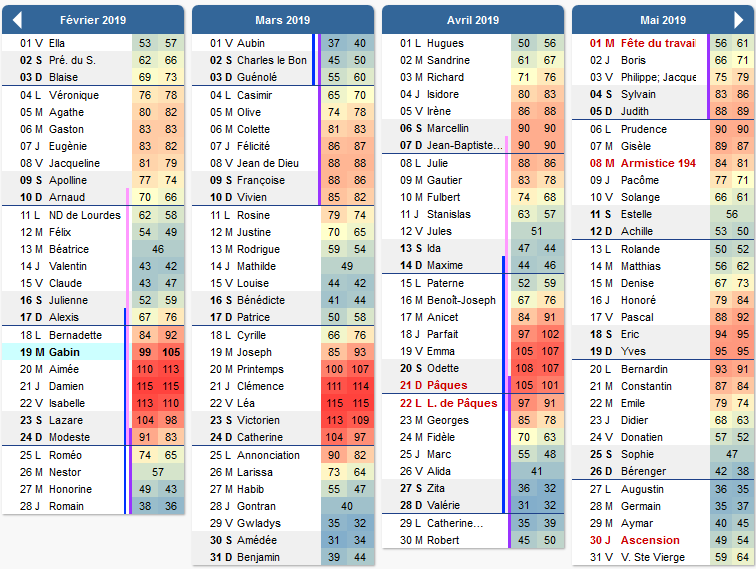 Février 2019
01 V Ella 53 57
02 S Pré. du S. 62 66
03 D Blaise 69 73
04 L Véronique 76 78
05 M Agathe 80 82
06 M Gaston 83 83
07 J Eugènie 83 82
08 V Jacqueline 81 79
09 S Apolline 77 74
10 D Arnaud 70 66
11 L ND de Lourdes 62 58
12 M Félix 54 49
13 M Béatrice 46
14 J Valentin 43 42
15 V Claude 43 47
16 S Julienne 52 59
17 D Alexis 67 76
18 L Bernadette 84 92
19 M Gabin 99 105
20 M Aimée 110 113
21 J Damien 115 115
22 V Isabelle 113 110
23 S Lazare 104 98
24 D Modeste 91 83
25 L Roméo 74 65
26 M Nestor 57
27 M Honorine 49 43
28 J Romain 38 36
Mars 2019
01 V Aubin 37 40
02 S Charles le Bon 45 50
03 D Guénolé 55 60
04 L Casimir 65 70
05 M Olive 74 78
06 M Colette 81 83
07 J Félicité 86 87
08 V Jean de Dieu 88 88
09 S Françoise 88 86
10 D Vivien 85 82
11 L Rosine 79 74
12 M Justine 70 65
13 M Rodrigue 59 54
14 J Mathilde 49
15 V Louise 44 42
16 S Bénédicte 41 44
17 D Patrice 50 58
18 L Cyrille 66 76
19 M Joseph 85 93
20 M Printemps 100 107
21 J Clémence 111 114
22 V Léa 115 115
23 S Victorien 113 109
24 D Catherine 104 97
25 L Annonciation 90 82
26 M Larissa 73 64
27 M Habib 55 47
28 J Gontran 40
29 V Gwladys 35 32
30 S Amédée 31 34
31 D Benjamin 39 44
Avril 2019
01 L Hugues 50 56
02 M Sandrine 61 67
03 M Richard 71 76
04 J Isidore 80 83
05 V Irène 86 88
06 S Marcellin 90 90
07 D Jean-Baptiste... 90 90
08 L Julie 88 86
09 M Gautier 83 78
10 M Fulbert 74 68
11 J Stanislas 63 57
12 V Jules 51
13 S Ida 47 44
14 D Maxime 44 46
15 L Paterne 52 59
16 M Benoît-Joseph 67 76
17 M Anicet 84 91
18 J Parfait 97 102
19 V Emma 105 107
20 S Odette 108 107
21 D Pâques 105 101
22 L L. de Pâques 97 91
23 M Georges 85 78
24 M Fidèle 70 63
25 J Marc 55 48
26 V Alida 41
27 S Zita 36 32
28 D Valérie 31 32
29 L Catherine... 35 39
30 M Robert 45 50
Mai 2019
01 M Fête du travai 56 61
02 J Boris 66 71
03 V Philippe; Jacque 75 79
04 S Sylvain 83 86
05 D Judith 88 89
06 L Prudence 90 90
07 M Gisèle 89 87
08 M Armistice 194 84 81
09 J Pacôme 77 71
10 V Solange 66 61
11 S Estelle 56
12 D Achille 53 50
13 L Rolande 50 52
14 M Matthias 56 62
15 M Denise 67 73
16 J Honoré 79 84
17 V Pascal 88 92
18 S Eric 94 95
19 D Yves 95 95
20 L Bernardin 93 91
21 M Constantin 87 84
22 M Emile 79 74
23 J Didier 68 63
24 V Donatien 57 52
25 S Sophie 47
26 D Bérenger 42 38
27 L Augustin 36 35
28 M Germain 35 37
29 M Aymar 40 45
30 J Ascension 49 54
31 V V. Ste Vierge 59 64